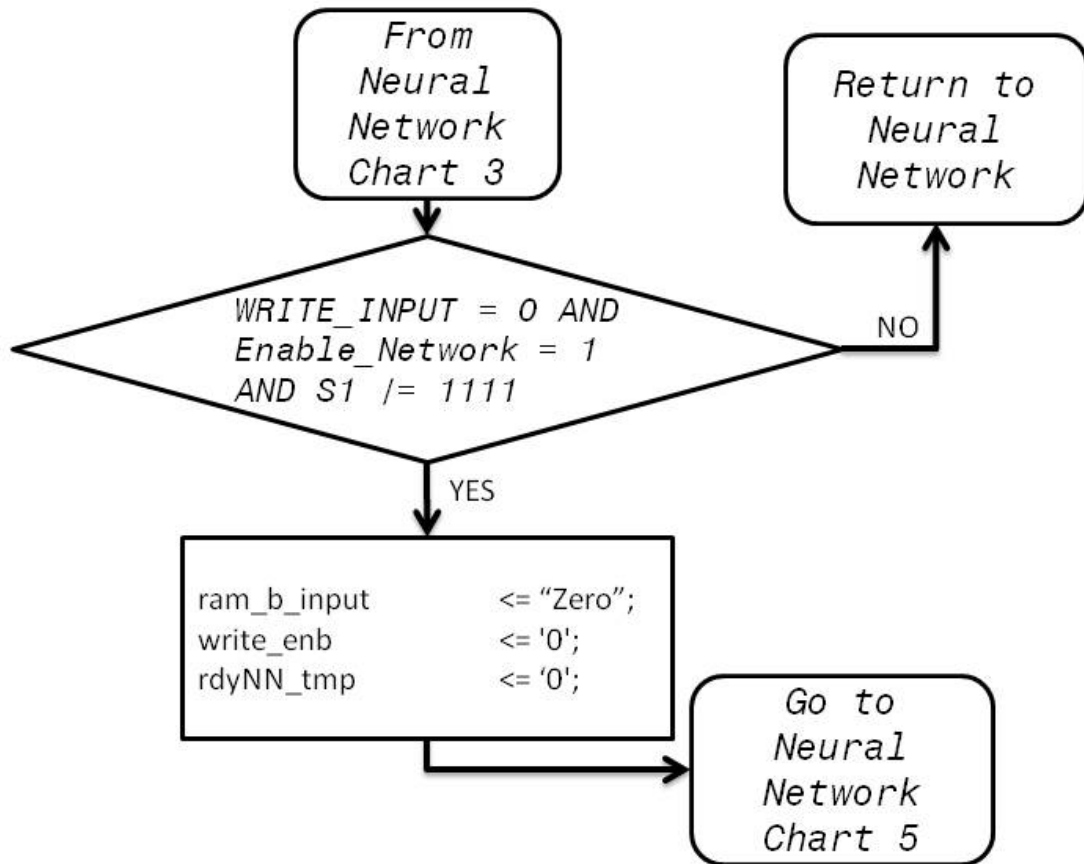 From
Neural
Network
Chart 3
Return to
Neural
Network
WRITE_INPUT = 0 AND
Enable_Network = 1
AND S1 /= 1111
NO
YES
ram_b_input <= “Zero”;
write_enb <= '0';
rdyNN_tmp <= ‘0';
Go to
Neural
Network
Chart 5